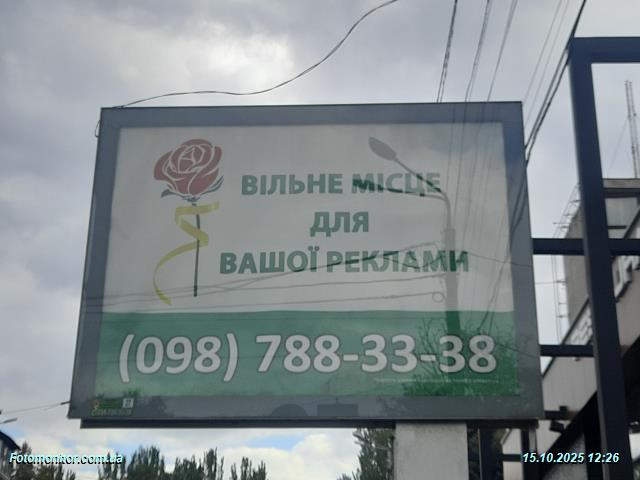 ВІЛЬНЕ МІСЦЕ
ДЛЯ
ВАШОЇ РЕКЛАМИ
(098) 788-33-38
Fotomonitor.com.ua
15.10.2025 12:26